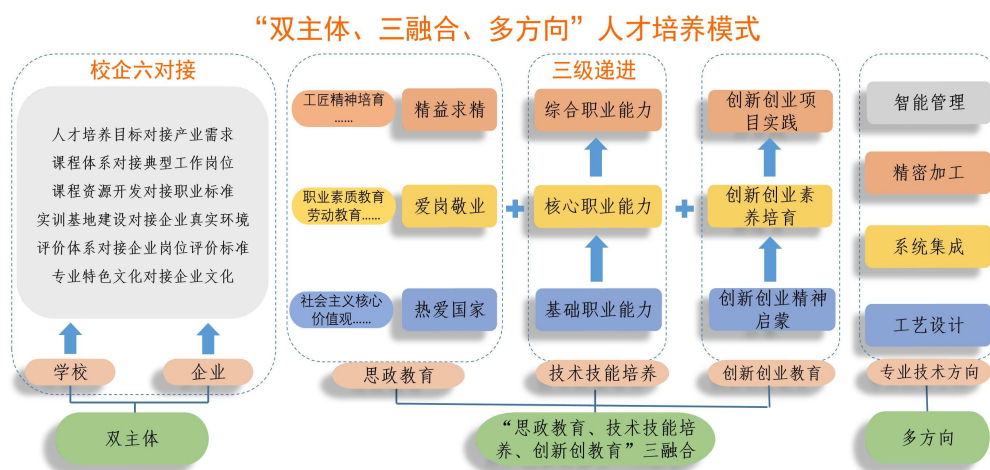 “双主体、三融合、多方向”人才培养模式
校企六对接
人才培养目标对接产业需求
课程体系对接典型工作岗位
课程资源开发对接职业标准
实训基地建设对接企业真实环境
评价体系对接企业岗位评价标准
专业特色文化对接企业文化
学校
企业
双主体
三级递进
工匠精神培育
……
精益求精
综合职业能力
创新创业项
目实践
职业素质教育
劳动教育……
爱岗敬业
核心职业能力
创新创业素
养培育
社会主义核心
价值观……
热爱国家
基础职业能力
创新创业精神
启蒙
思政教育
技术技能培养
创新创业教育
“思政教育、技术技能培
养、创新创教育”三融合
智能管理
精密加工
系统集成
工艺设计
专业技术方向
多方向